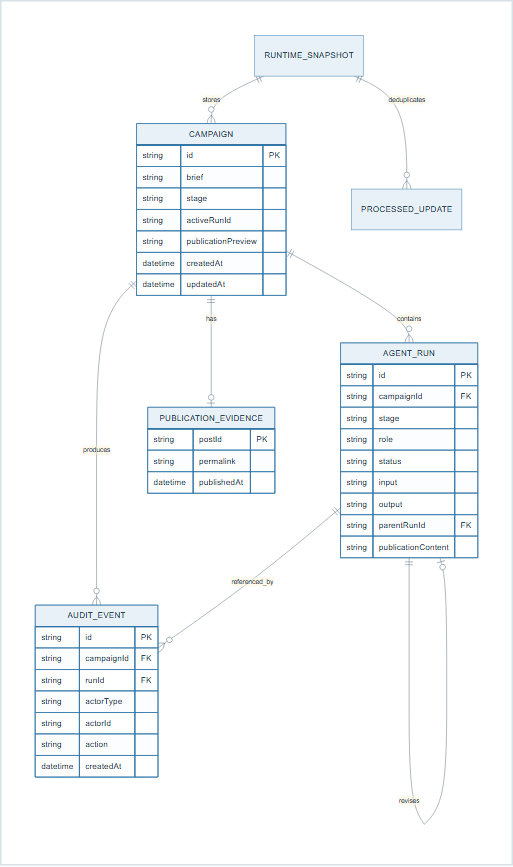 RUNTIME_SNAPSHOT
stores
deduplicates
CAMPAIGN
string id PK
string brief
string stage
string activeRunId
string publicationPreview
datetime createdAt
datetime updatedAt
PROCESSED_UPDATE
has
contains
AGENT_RUN
string id PK
string campaignId FK
string stage
string role
string status
string input
string output
string parentRunId FK
string publicationContent
PUBLICATION_EVIDENCE
string postId PK
string permalink
datetime publishedAt
produces
referenced_by
AUDIT_EVENT
string id PK
string campaignId FK
string runId FK
string actorType
string actorId
string action
datetime createdAt
revises